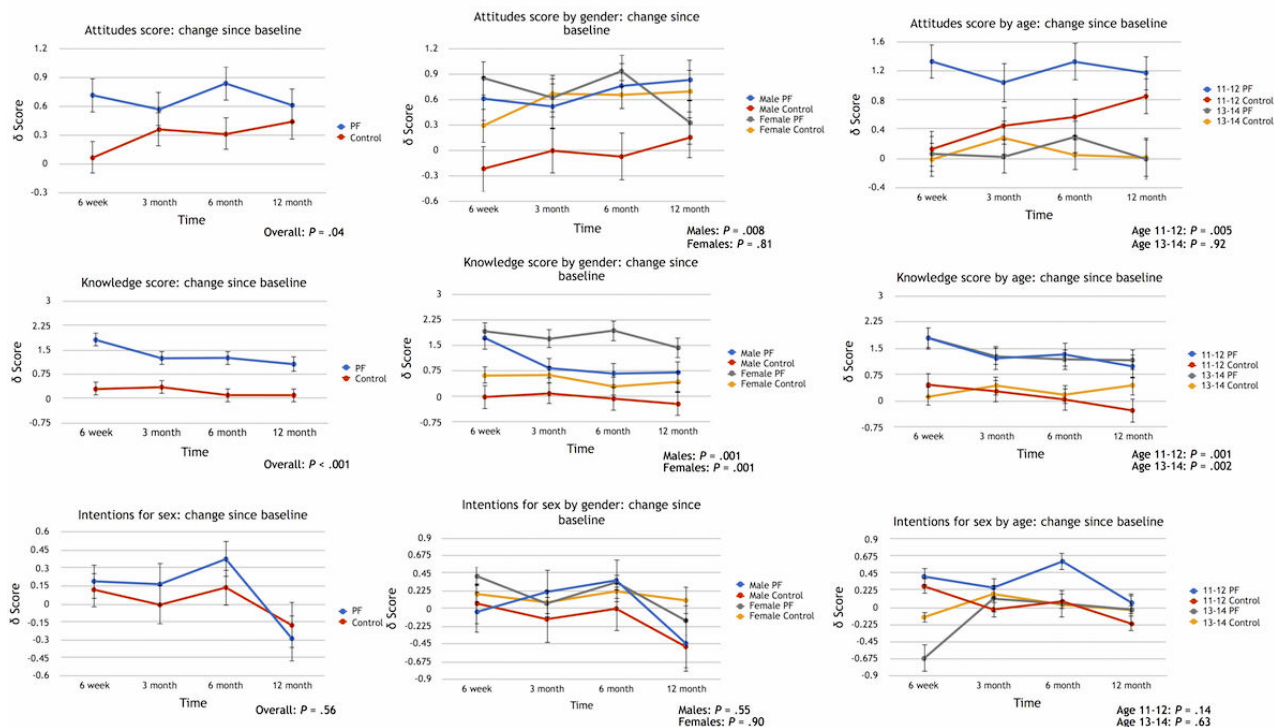 Attitudes score: change since baseline
1.2
0.9
0.6
0.3
0
-0.3
δ Score
6 week
3 month
6 month
12 month
Time
PF
Control
Overall: P = .04
Attitudes score by gender: change since
baseline
1.2
0.9
0.6
0.3
0
-0.3
-0.6
δ Score
6 week
3 month
6 month
12 month
Time
Male PF
Male Control
Female PF
Female Control
Males: P = .008
Females: P = .81
Attitudes score by age: change since baseline
1.6
1.2
0.8
0.4
0
-0.4
δ Score
6 week
3 month
6 month
12 month
Time
11-12 PF
11-12 Control
13-14 PF
13-14 Control
Age 11-12: P = .005
Age 13-14: P = .92
Knowledge score: change since baseline
3
2.25
1.5
0.75
0
-0.75
δ Score
6 week
3 month
6 month
12 month
Time
PF
Control
Overall: P < .001
Knowledge score by gender: change since
baseline
3
2.25
1.5
0.75
0
-0.75
δ Score
6 week
3 month
6 month
12 month
Time
Male PF
Male Control
Female PF
Female Control
Males: P = .001
Females: P = .001
Knowledge score by age: change since baseline
3
2.25
1.5
0.75
0
-0.75
δ Score
6 week
3 month
6 month
12 month
Time
11-12 PF
11-12 Control
13-14 PF
13-14 Control
Age 11-12: P = .001
Age 13-14: P = .002
Intentions for sex: change since baseline
0.6
0.45
0.3
0.15
0
-0.15
-0.3
-0.45
-0.6
δ Score
6 week
3 month
6 month
12 month
Time
PF
Control
Overall: P = .56
Intentions for sex by gender: change since
baseline
0.9
0.675
0.45
0.225
0
-0.225
-0.45
-0.675
-0.9
δ Score
6 week
3 month
6 month
12 month
Time
Male PF
Male Control
Female PF
Female Control
Males: P = .55
Females: P = .90
Intentions for sex by age: change since baseline
0.9
0.675
0.45
0.225
0
-0.225
-0.45
-0.675
-0.9
δ Score
6 week
3 month
6 month
12 month
Time
11-12 PF
11-12 Control
13-14 PF
13-14 Control
Age 11-12: P = .14
Age 13-14: P = .63